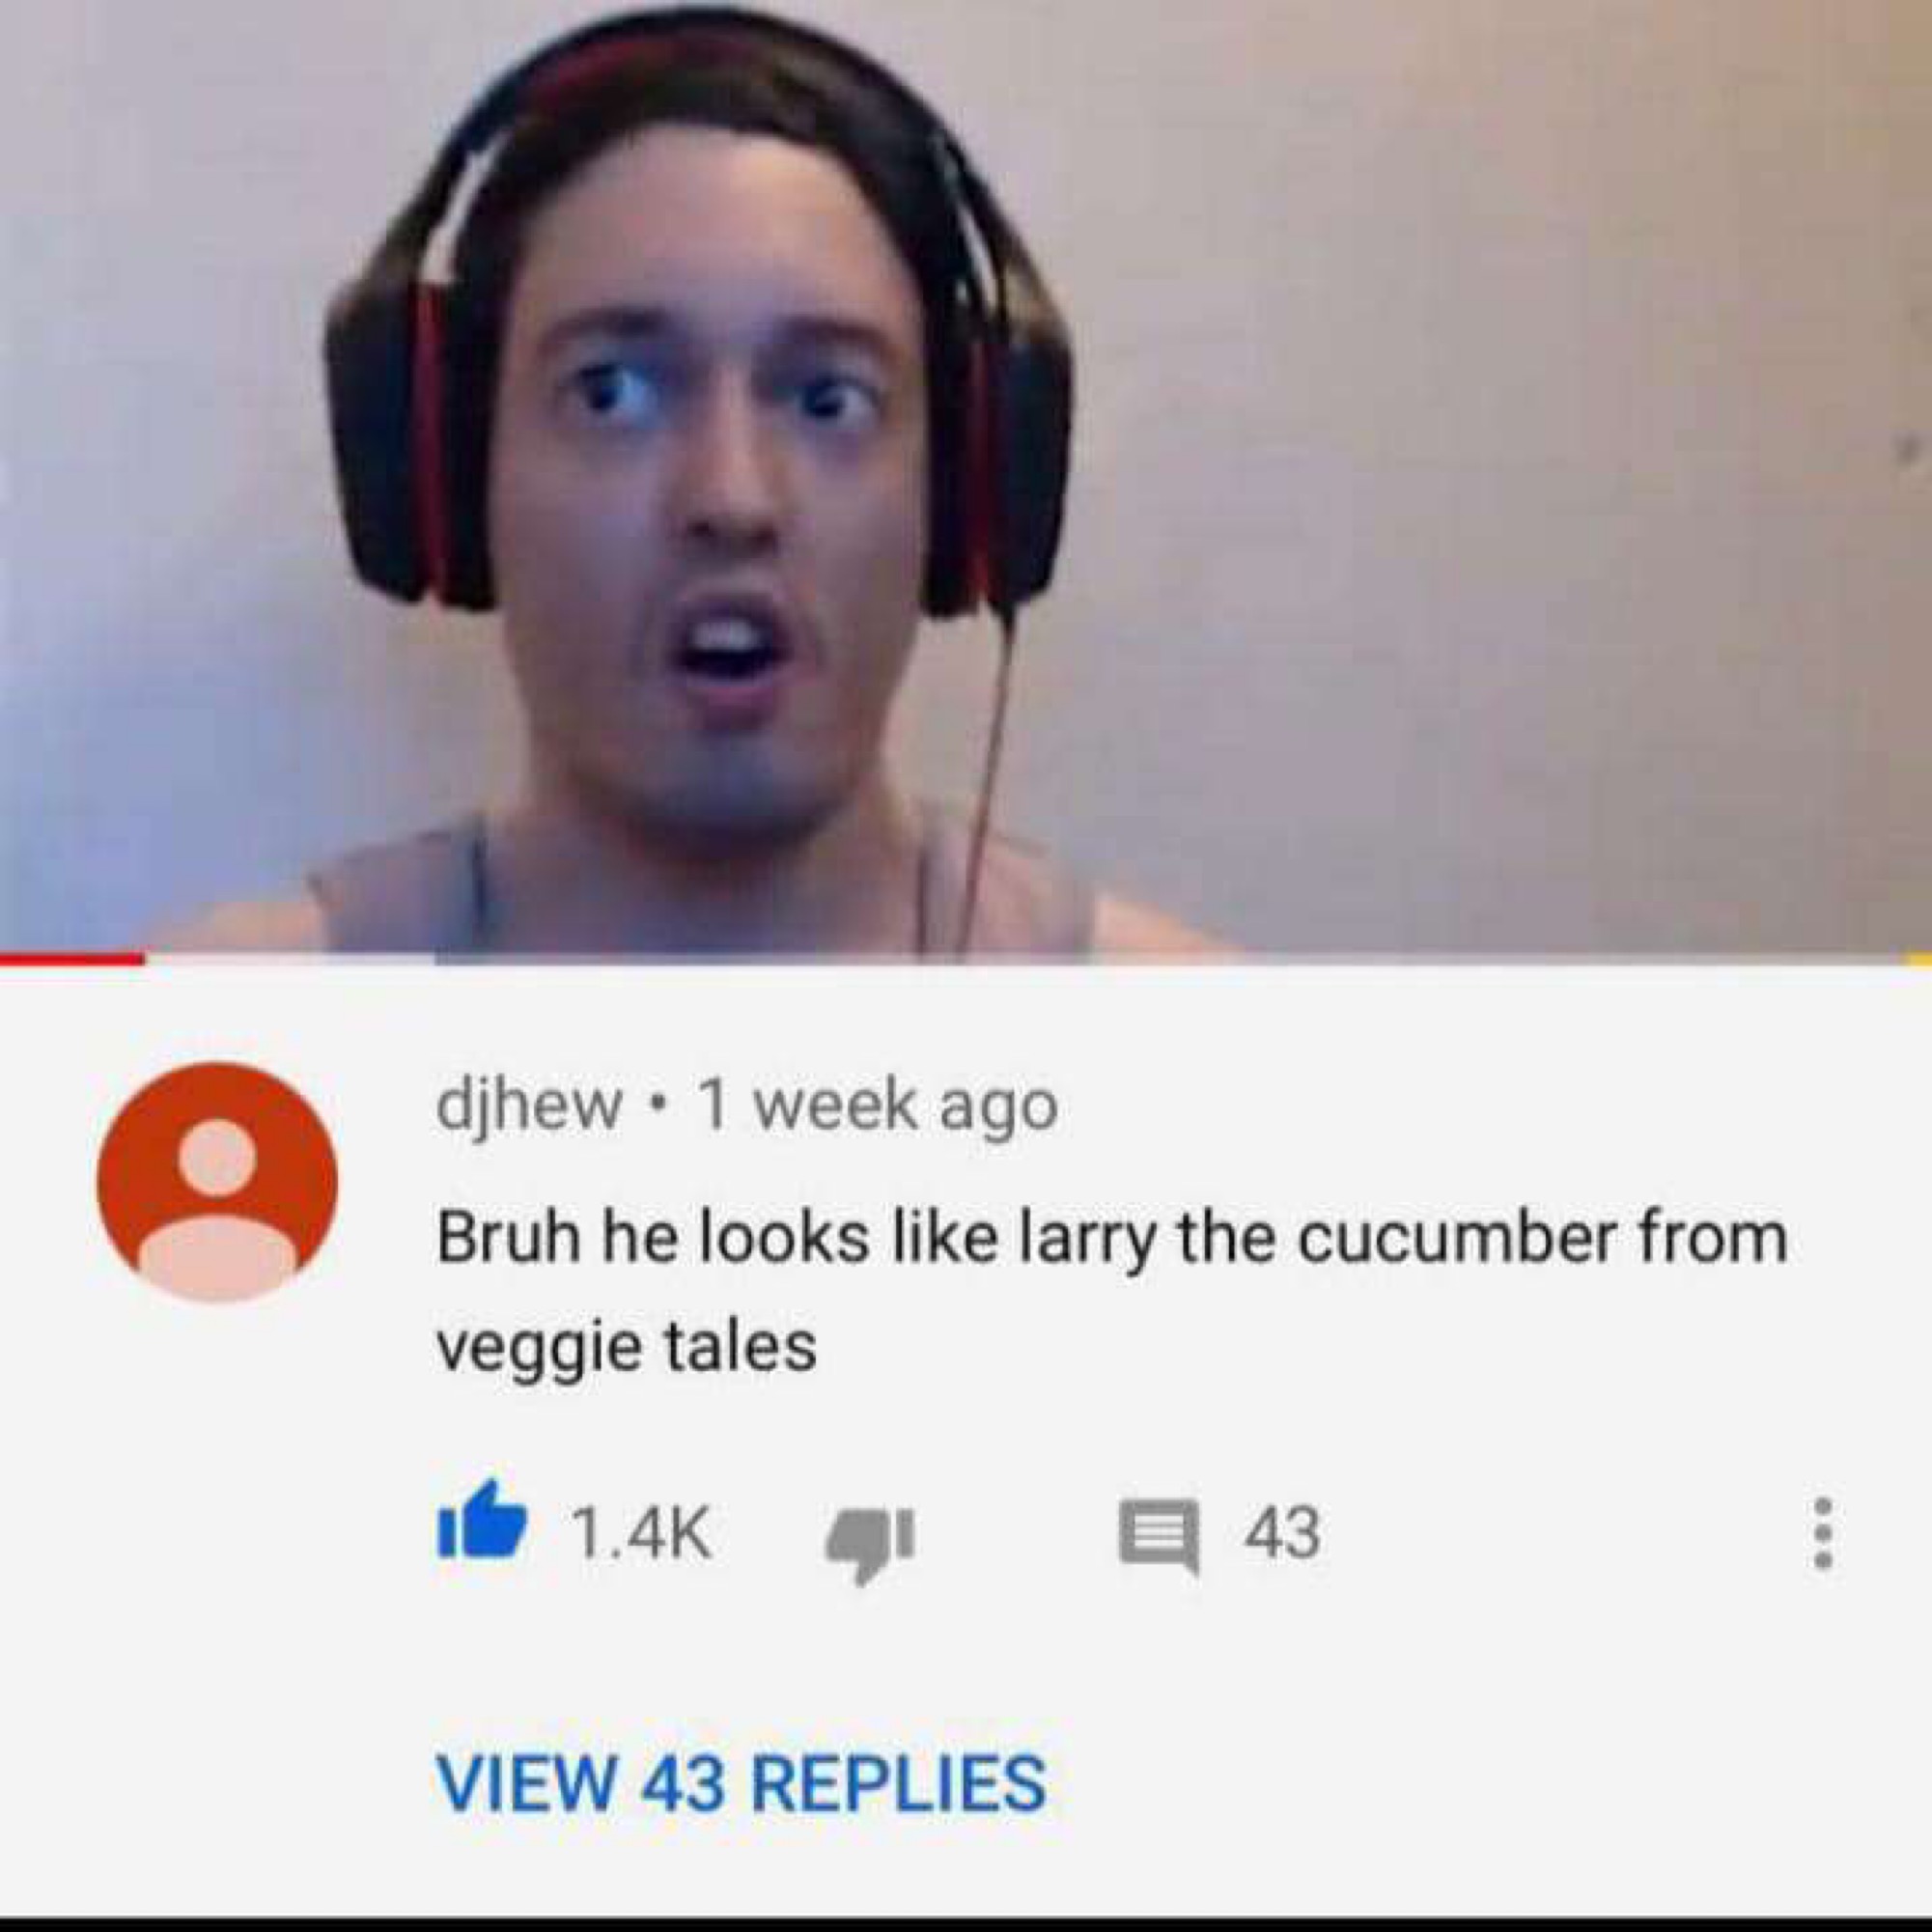 djhew • 1 week ago
Bruh he looks like larry the cucumber from
veggie tales
1.4K 43
VIEW 43 REPLIES